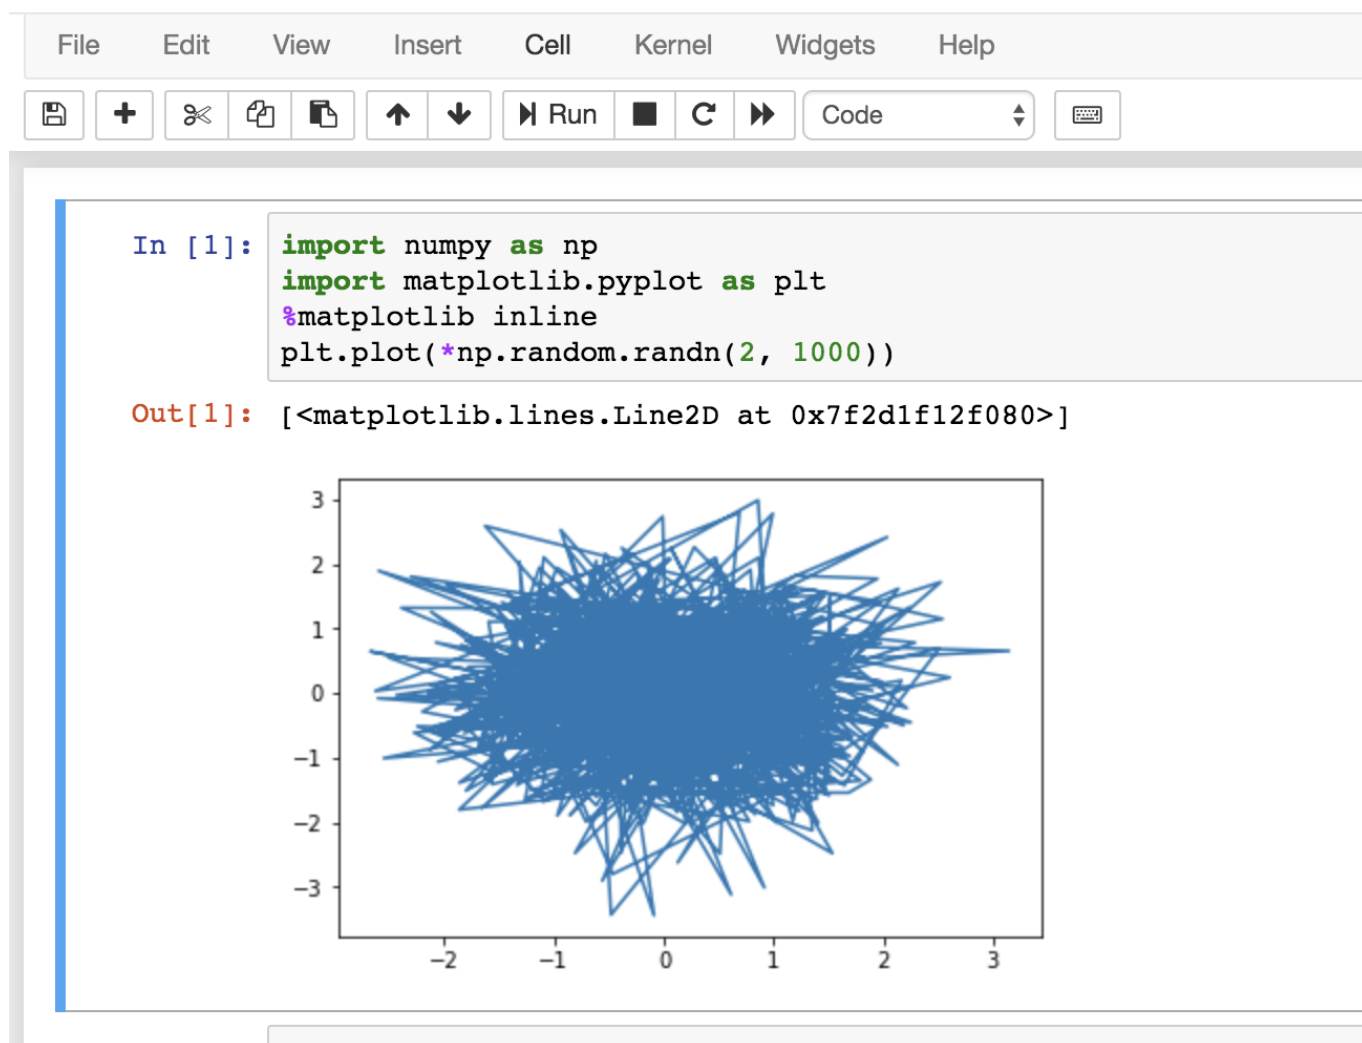 File Edit View Insert Cell Kernel Widgets Help
Run Code
In [1]: import numpy as np
import matplotlib.pyplot as plt
%matplotlib inline
plt.plot(*np.random.randn(2, 1000))
Out[1]: [<matplotlib.lines.Line2D at 0x7f2d1f12f080>]
3
2
1
0
−1
−2
−3
−2 −1 0 1 2 3